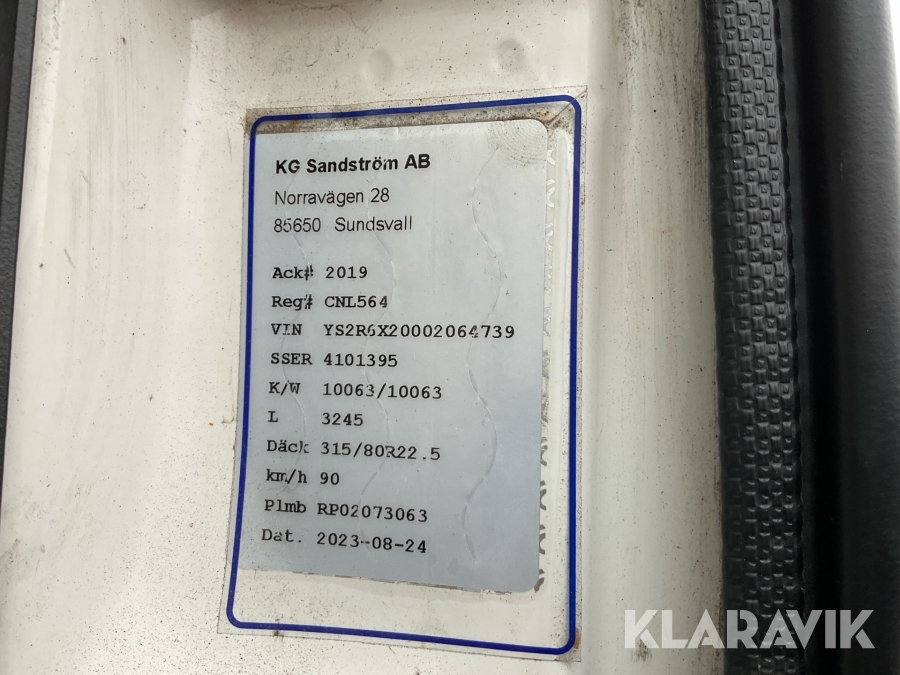 KG Sandström AB
Norravägen 28
85650 Sundsvall
Ack# 2019
Reg# CNL564
VIN YS2R6X20002064739
SSER 4101395
K/W 10063/10063
L 3245
Däck 315/80R22.5
km/h 90
Plmb RP02073063
Dat. 2023-08-24
KLARAVIK